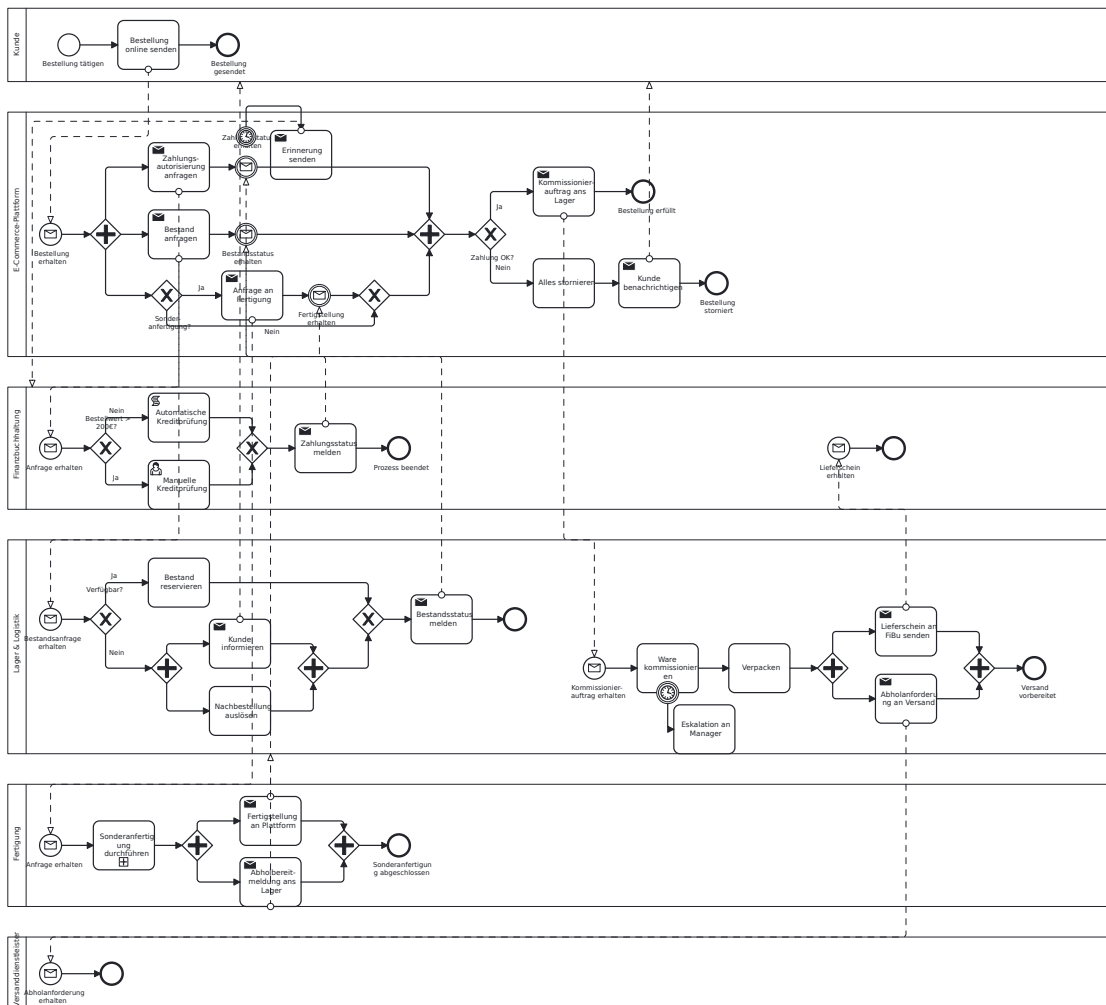 Kunde
Bestellung tätigen
Bestellung
online senden
Bestellung
gesendet
E-Commerce-Plattform
Bestellung
erhalten
Zahlungs-
autorisierung
anfragen
Bestand
anfragen
Sonder-
anfertigung?
Ja
Nein
Anfrage an
Fertigung
Fertigstellung
erhalten
Zahlungsstatus
erhalten
Erinnerung
senden
Bestandsstatus
erhalten
Zahlung OK?
Ja
Nein
Kommissionier-
auftrag ans
Lager
Bestellung erfüllt
Alles stornieren
Kunde
benachrichtigen
Bestellung
storniert
Finanzbuchhaltung
Anfrage erhalten
Nein
Bestellwert >
200€?
Ja
Automatische
Kreditprüfung
Manuelle
Kreditprüfung
Zahlungsstatus
melden
Prozess beendet
Lieferschein
erhalten
Lager & Logistik
Bestandsanfrage
erhalten
Ja
Verfügbar?
Nein
Bestand
reservieren
Kunde
informieren
Nachbestellung
auslösen
Bestandsstatus
melden
Kommissionier-
auftrag erhalten
Ware
kommissionier
en
Eskalation an
Manager
Verpacken
Lieferschein an
FiBu senden
Abholanforderu
ng an Versand
Versand
vorbereitet
Fertigung
Anfrage erhalten
Sonderanfertig
ung
durchführen
Fertigstellung
an Plattform
Abholbereit-
meldung ans
Lager
Sonderanfertigun
g abgeschlossen
Versanddienstleister
Abholanforderung
erhalten